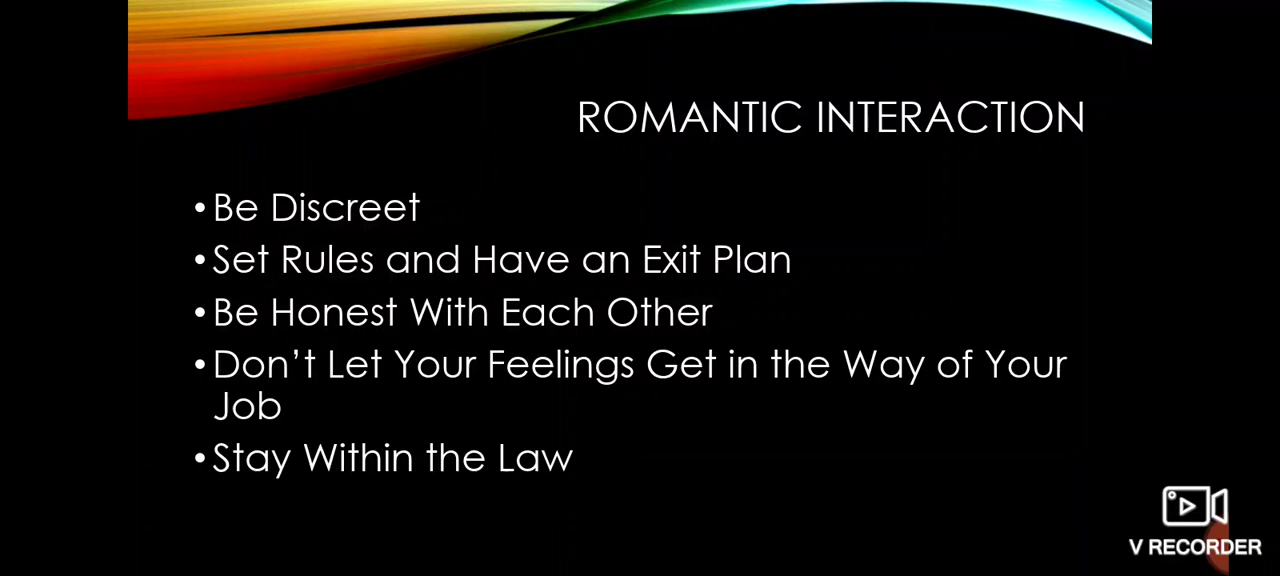 ROMANTIC INTERACTION
• Be Discreet
• Set Rules and Have an Exit Plan
• Be Honest With Each Other
• Don’t Let Your Feelings Get in the Way of Your
Job
• Stay Within the Law
V RECORDER